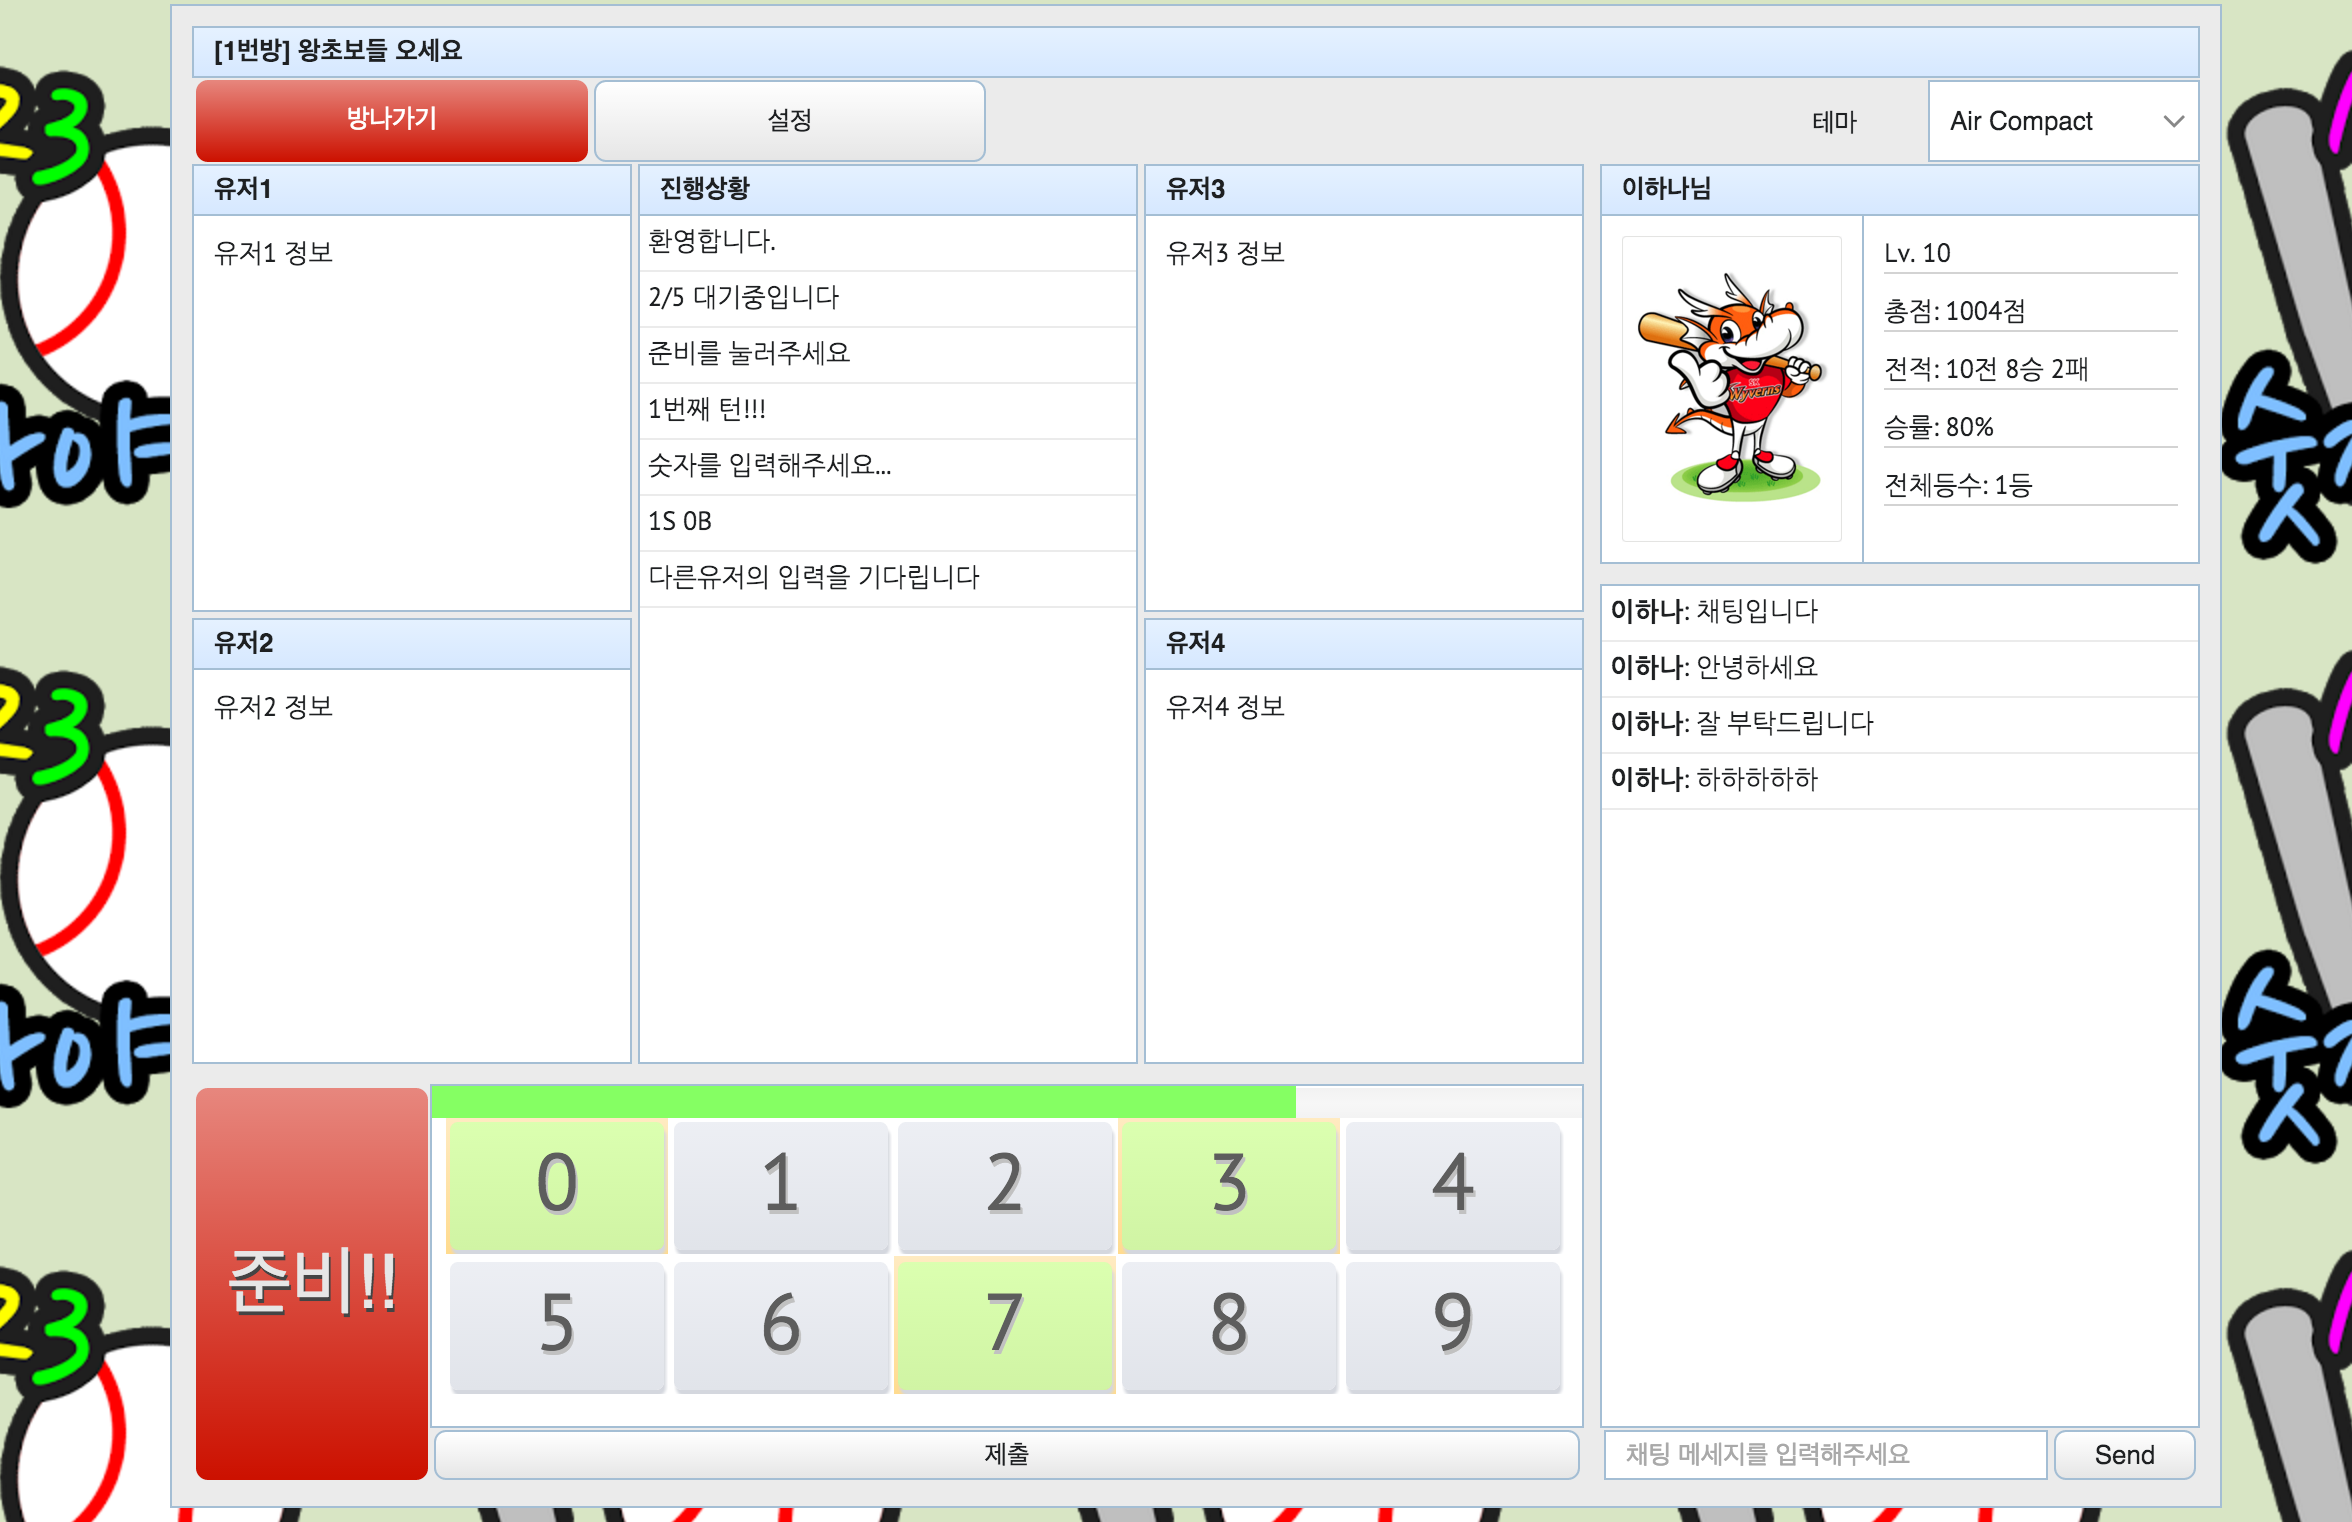 [1번방] 왕초보들 오세요
방나가기
설정
테마
Air Compact
유저1
유저1 정보
유저2
유저2 정보
진행상황
환영합니다.
2/5 대기중입니다
준비를 눌러주세요
1번째 턴!!!
숫자를 입력해주세요...
1S 0B
다른유저의 입력을 기다립니다
유저3
유저3 정보
유저4
유저4 정보
이하나님
SK
Wyverns
Lv. 10
총점: 1004점
전적: 10전 8승 2패
승률: 80%
전체등수: 1등
이하나: 채팅입니다
이하나: 안녕하세요
이하나: 잘 부탁드립니다
이하나: 하하하하하
준비!!
0 1 2 3 4
5 6 7 8 9
제출
채팅 메세지를 입력해주세요
Send